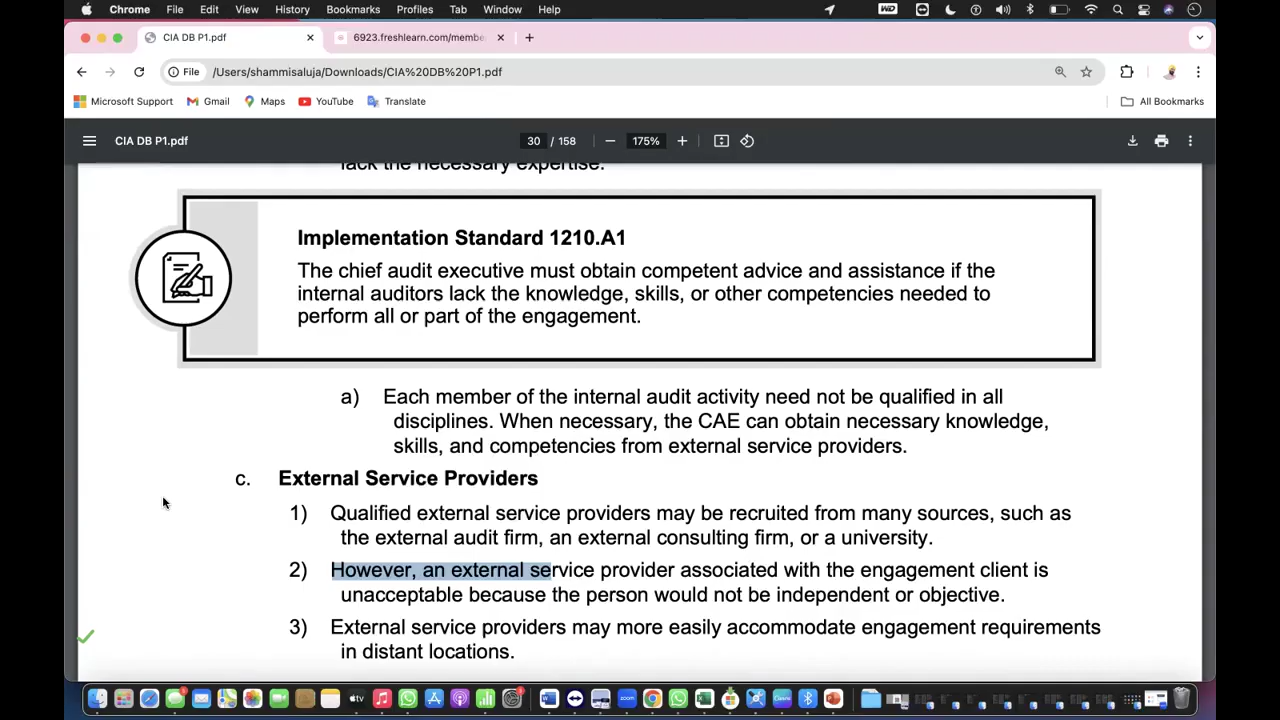 Chrome File Edit View History Bookmarks Profiles Tab Window Help
CIA DB P1.pdf 6923.freshlearn.com/membe
File /Users/shammisaluja/Downloads/CIA%20DB%20P1.pdf
Microsoft Support Gmail Maps YouTube Translate All Bookmarks
CIA DB P1.pdf 30 / 158 175%
lack the necessary expertise.
Implementation Standard 1210.A1
The chief audit executive must obtain competent advice and assistance if the
internal auditors lack the knowledge, skills, or other competencies needed to
perform all or part of the engagement.
a) Each member of the internal audit activity need not be qualified in all
disciplines. When necessary, the CAE can obtain necessary knowledge,
skills, and competencies from external service providers.
c. External Service Providers
1) Qualified external service providers may be recruited from many sources, such as
the external audit firm, an external consulting firm, or a university.
2) However, an external service provider associated with the engagement client is
unacceptable because the person would not be independent or objective.
3) External service providers may more easily accommodate engagement requirements
in distant locations.